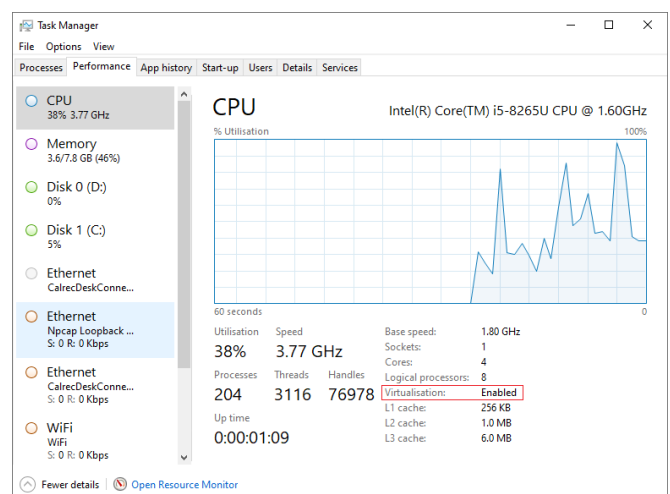 Task Manager
File Options View
Processes Performance App history Start-up Users Details Services
CPU
38% 3.77 GHz
Memory
3.6/7.8 GB (46%)
Disk 0 (D:)
0%
Disk 1 (C:)
5%
Ethernet
CalrecDeskConne...
Ethernet
Npcap Loopback ...
S: 0 R: 0 Kbps
Ethernet
CalrecDeskConne...
S: 0 R: 0 Kbps
WiFi
WiFi
S: 0 R: 0 Kbps
CPU Intel(R) Core(TM) i5-8265U CPU @ 1.60GHz
% Utilisation 100%
60 seconds 0
Utilisation Speed
38% 3.77 GHz
Processes Threads Handles
204 3116 76978
Up time
0:00:01:09
Base speed: 1.80 GHz
Sockets: 1
Cores: 4
Logical processors: 8
Virtualisation: Enabled
L1 cache: 256 KB
L2 cache: 1.0 MB
L3 cache: 6.0 MB
Fewer details Open Resource Monitor